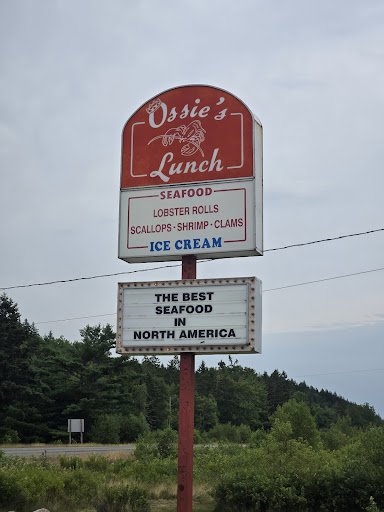 Ossie's
Lunch
SEAFOOD
LOBSTER ROLLS
SCALLOPS · SHRIMP · CLAMS
ICE CREAM
THE BEST
SEAFOOD
IN
NORTH AMERICA